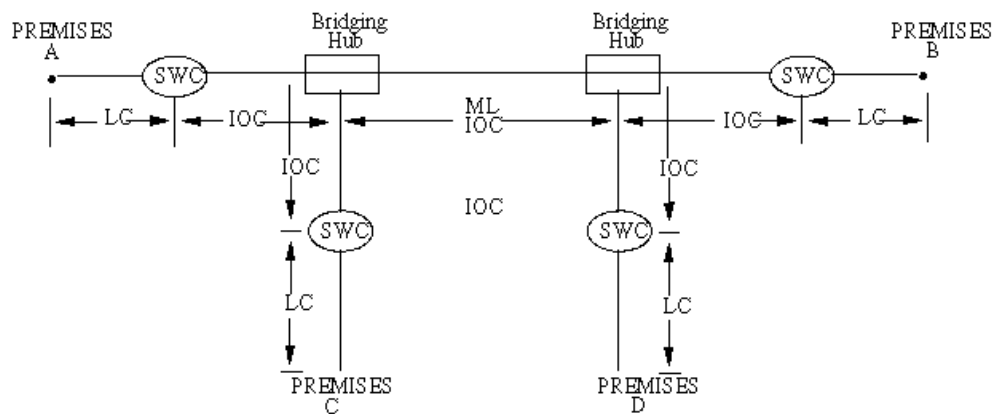 PREMISES
A
Bridging
Hub
Bridging
Hub
PREMISES
B
SWC
SWC
LC
IOC
ML
IOC
IOC
LC
IOC
IOC
IOC
SWC
SWC
LC
LC
PREMISES
C
PREMISES
D